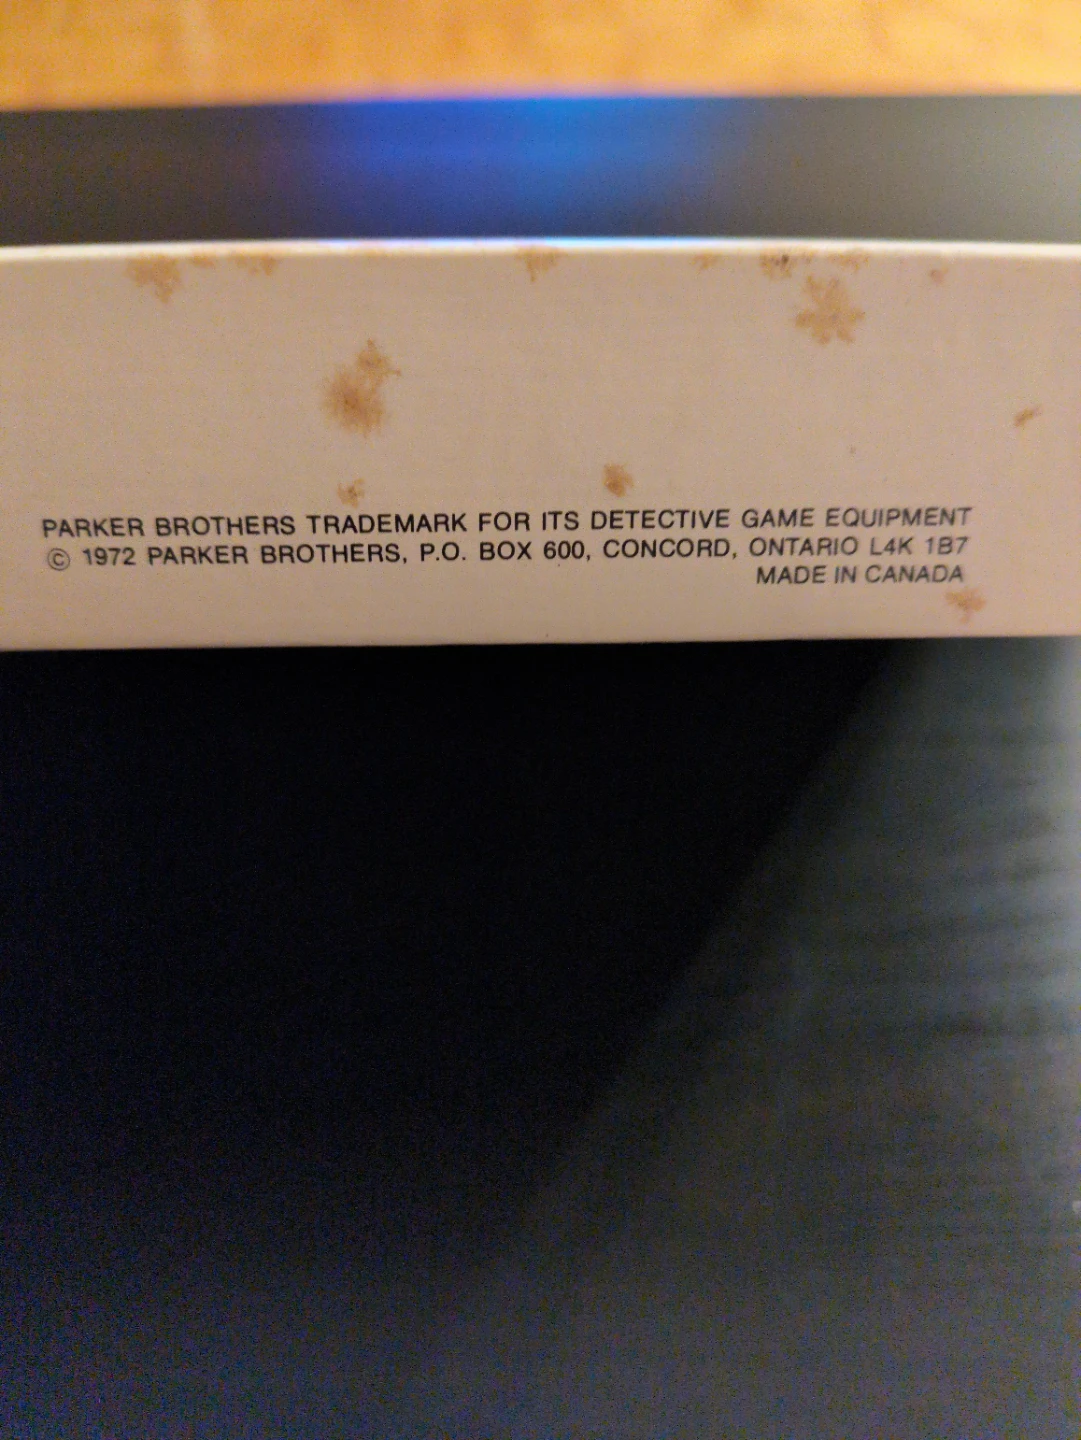 PARKER BROTHERS TRADEMARK FOR ITS DETECTIVE GAME EQUIPMENT
© 1972 PARKER BROTHERS, P.O. BOX 600, CONCORD, ONTARIO L4K 1B7
MADE IN CANADA